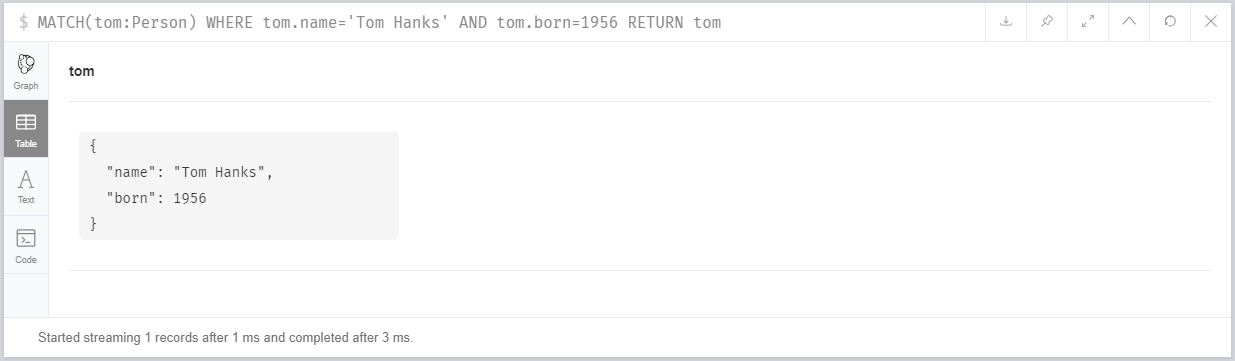 $ MATCH(tom:Person) WHERE tom.name='Tom Hanks' AND tom.born=1956 RETURN tom
Graph
Table
Text
Code
tom
{
"name": "Tom Hanks",
"born": 1956
}
Started streaming 1 records after 1 ms and completed after 3 ms.